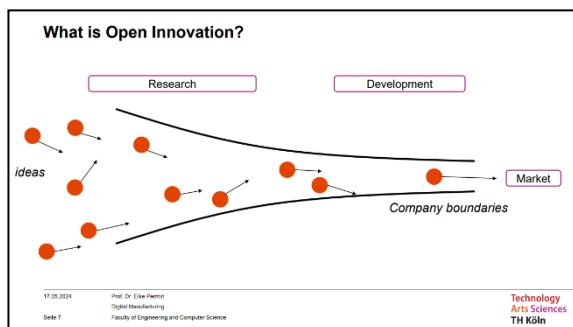 What is Open Innovation?
Research
Development
ideas
Market
Company boundaries
17.05.2024
Prof. Dr. Elke Permin
Digital Manufacturing
Seite 7
Faculty of Engineering and Computer Science
Technology
Arts Sciences
TH Köln